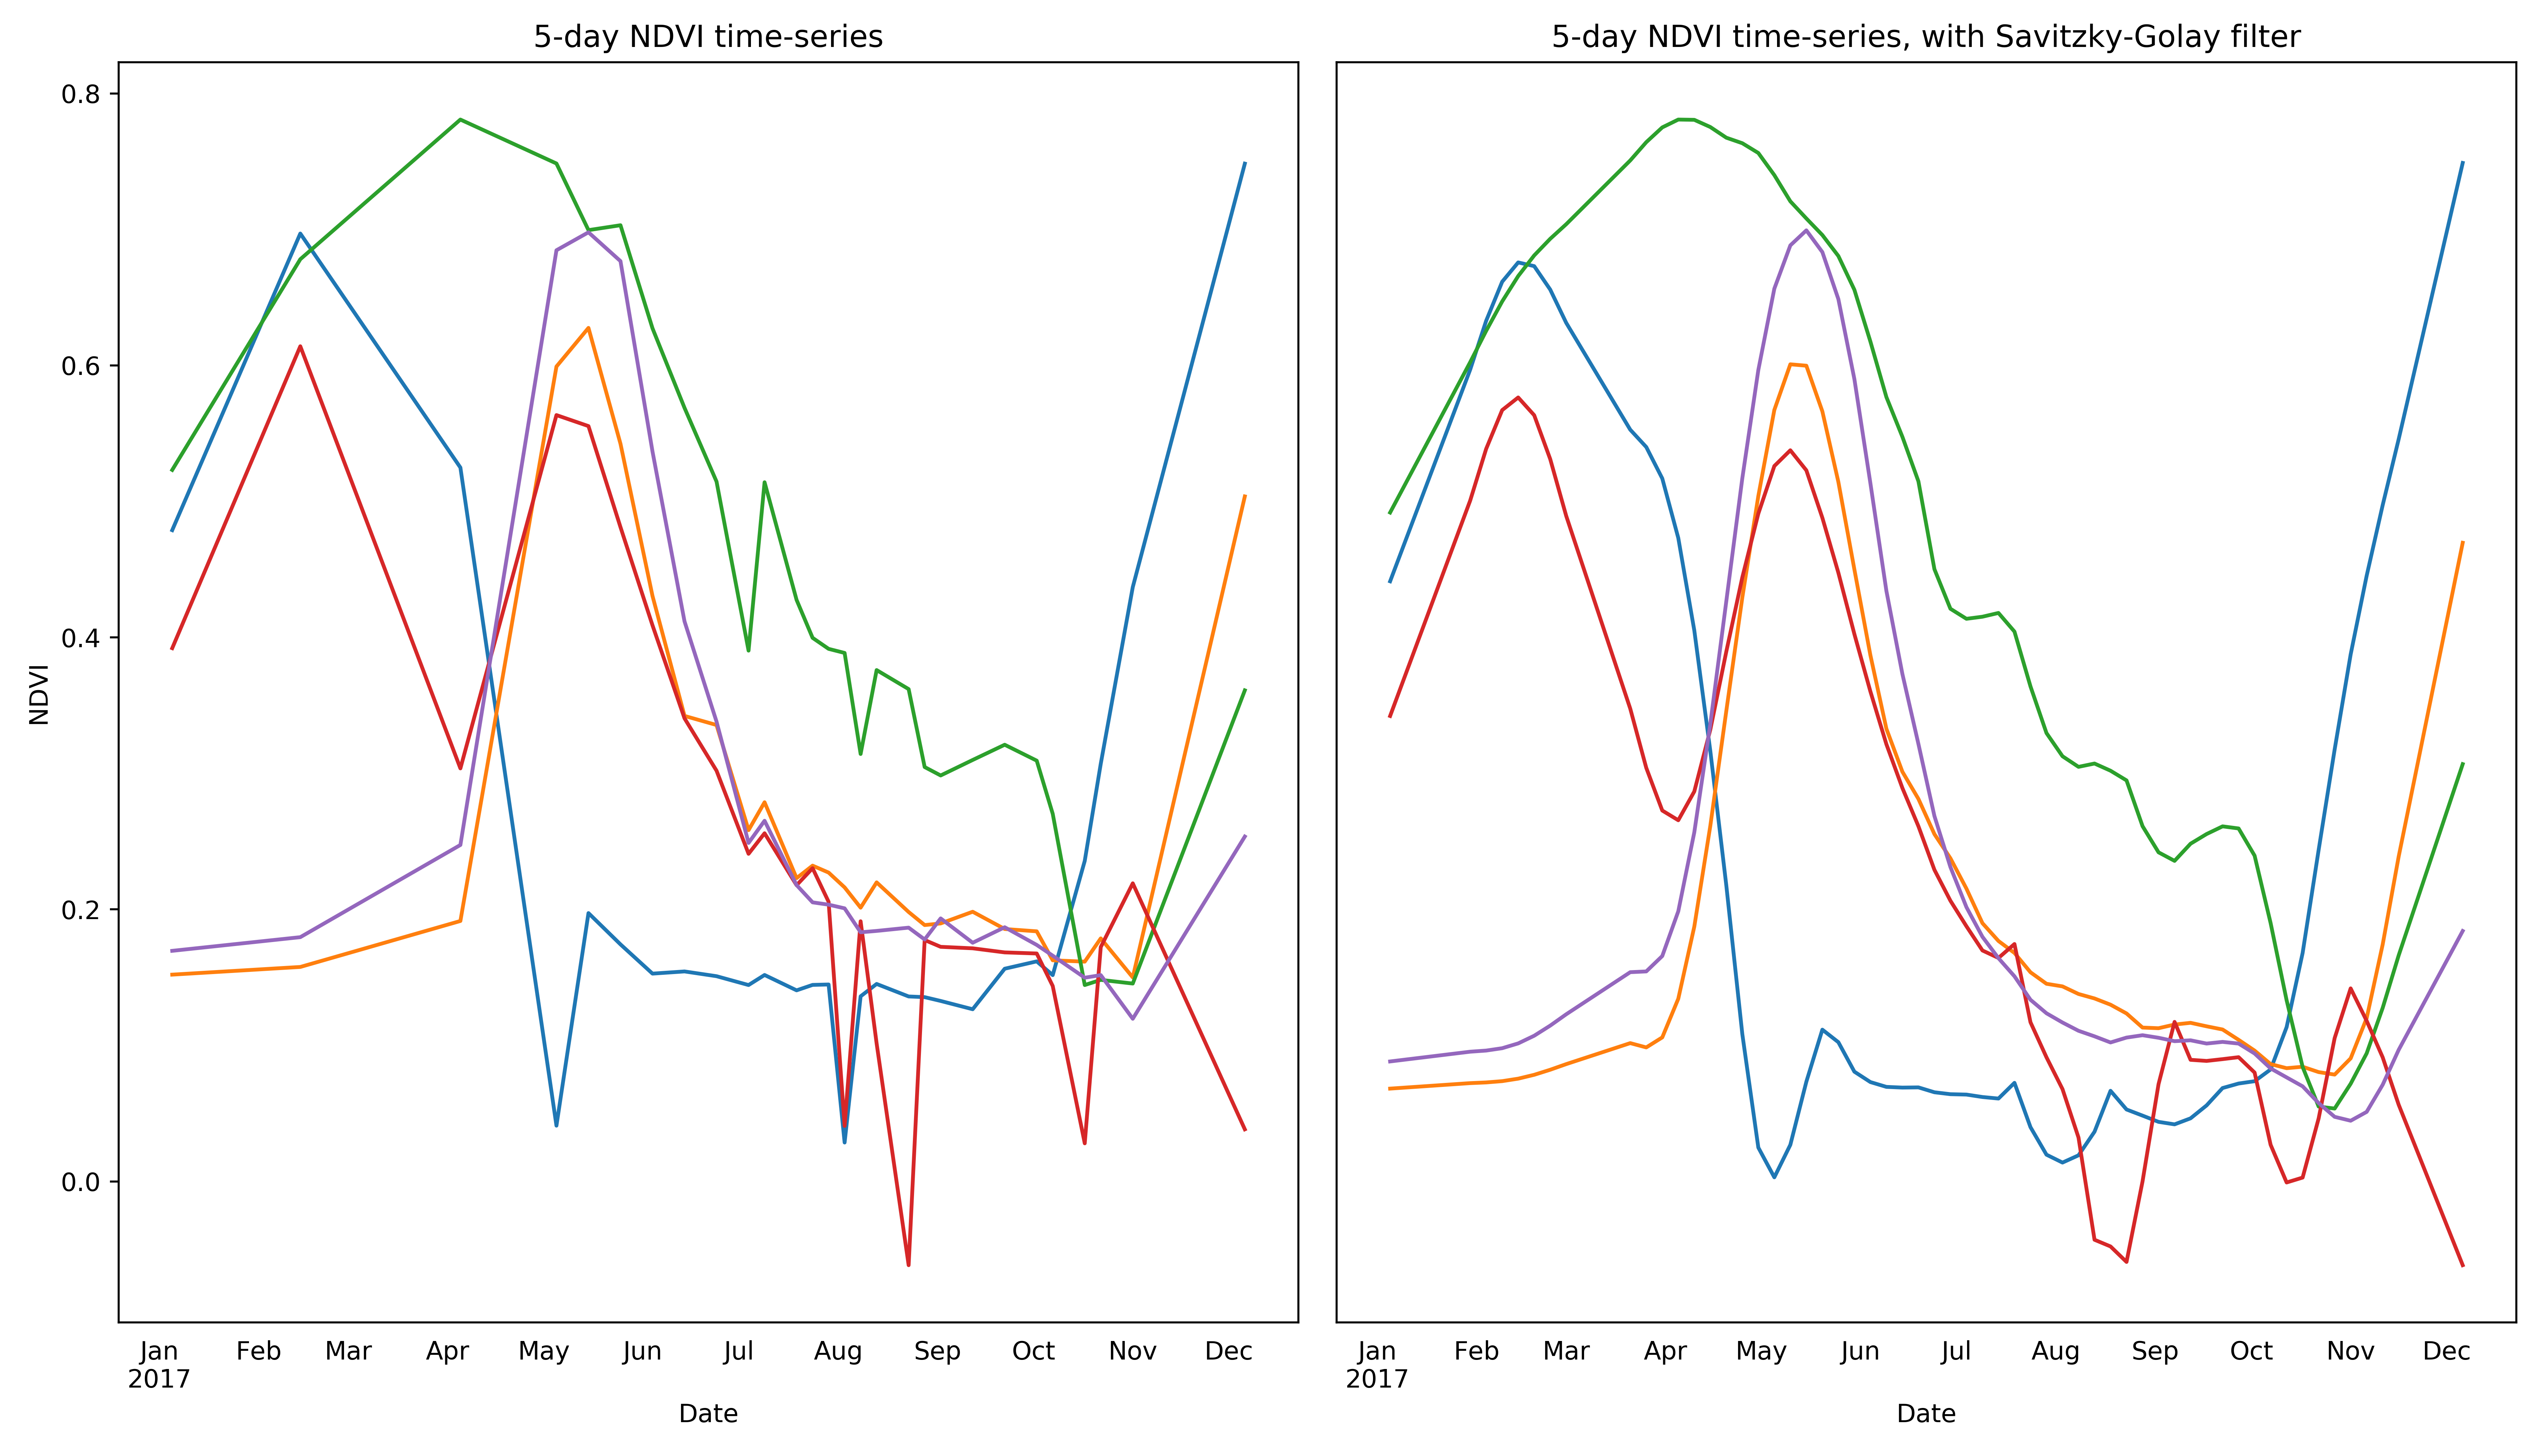 5-day NDVI time-series
5-day NDVI time-series, with Savitzky-Golay filter
0.8
0.6
0.4
0.2
0.0
NDVI
Jan Feb Mar Apr May Jun Jul Aug Sep Oct Nov Dec
2017
Date
Jan Feb Mar Apr May Jun Jul Aug Sep Oct Nov Dec
2017
Date